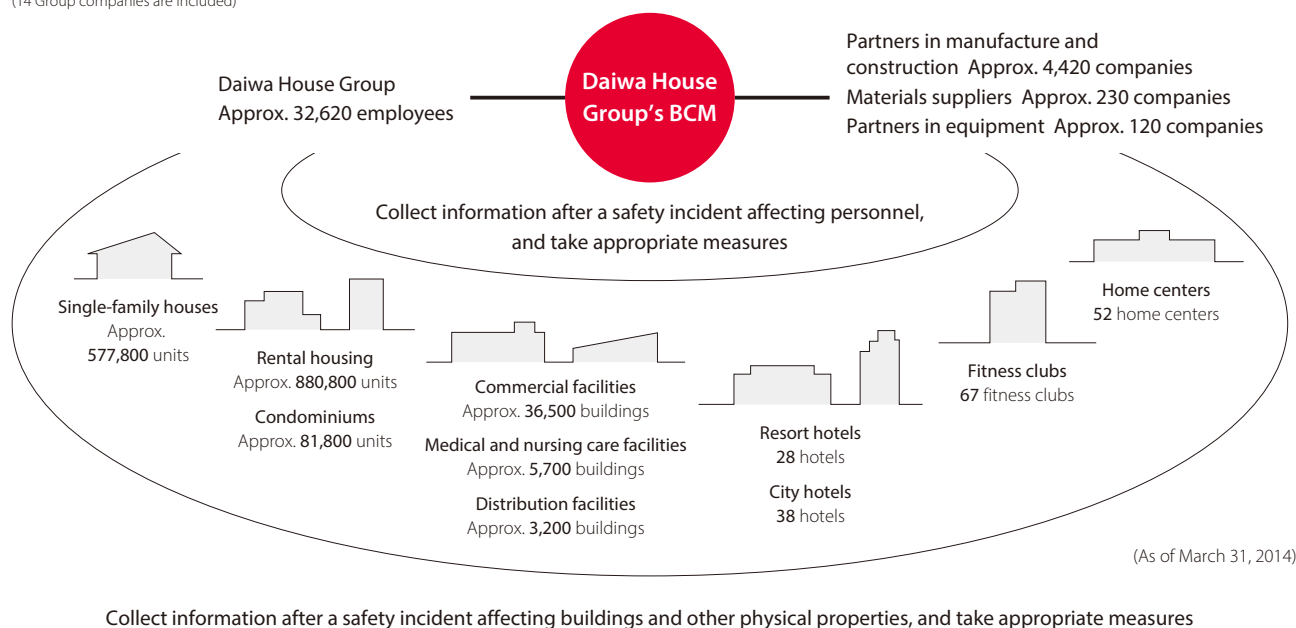 (14 Group companies are included)
Daiwa House Group
Approx. 32,620 employees
Daiwa House
Group's BCM
Partners in manufacture and
construction Approx. 4,420 companies
Materials suppliers Approx. 230 companies
Partners in equipment Approx. 120 companies
Collect information after a safety incident affecting personnel,
and take appropriate measures
Single-family houses
Approx.
577,800 units
Rental housing
Approx. 880,800 units
Condominiums
Approx. 81,800 units
Commercial facilities
Approx. 36,500 buildings
Medical and nursing care facilities
Approx. 5,700 buildings
Distribution facilities
Approx. 3,200 buildings
Resort hotels
28 hotels
City hotels
38 hotels
Fitness clubs
67 fitness clubs
Home centers
52 home centers
(As of March 31, 2014)
Collect information after a safety incident affecting buildings and other physical properties, and take appropriate measures